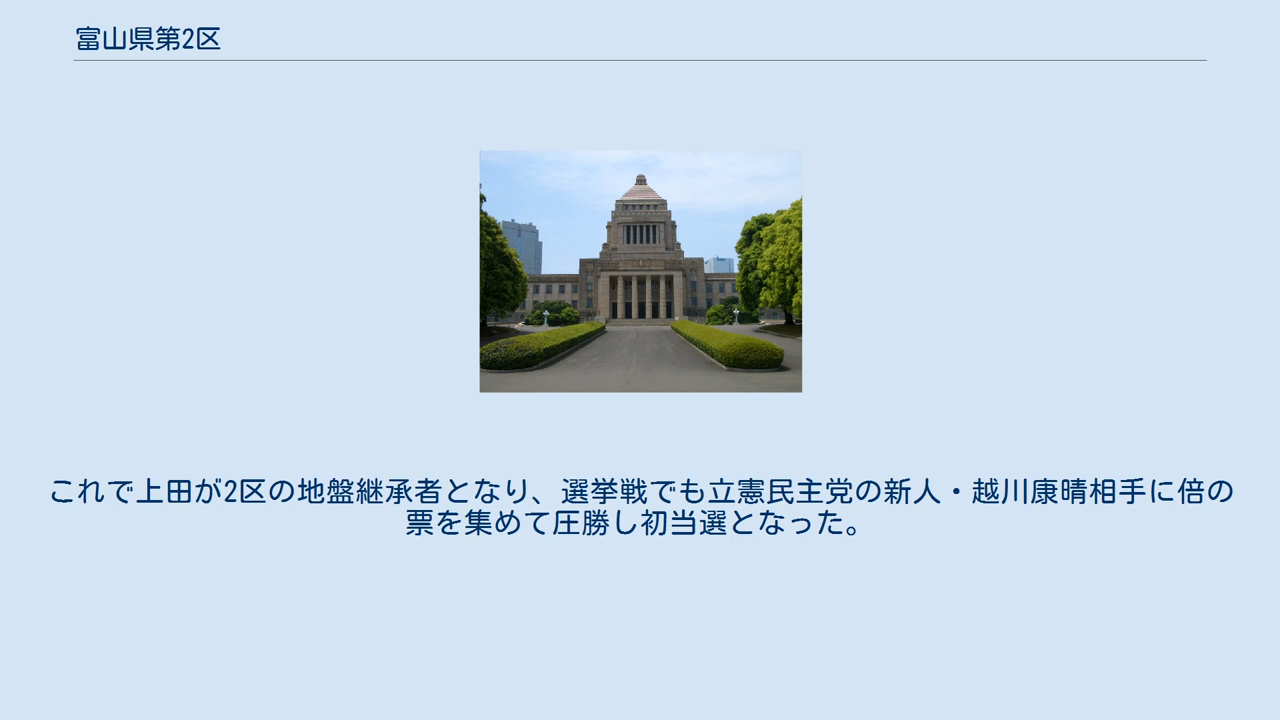 富山県第2区
これで上田が2区の地盤継承者となり、選挙戦でも立憲民主党の新人・越川康晴相手に倍の
票を集めて圧勝し初当選となった。